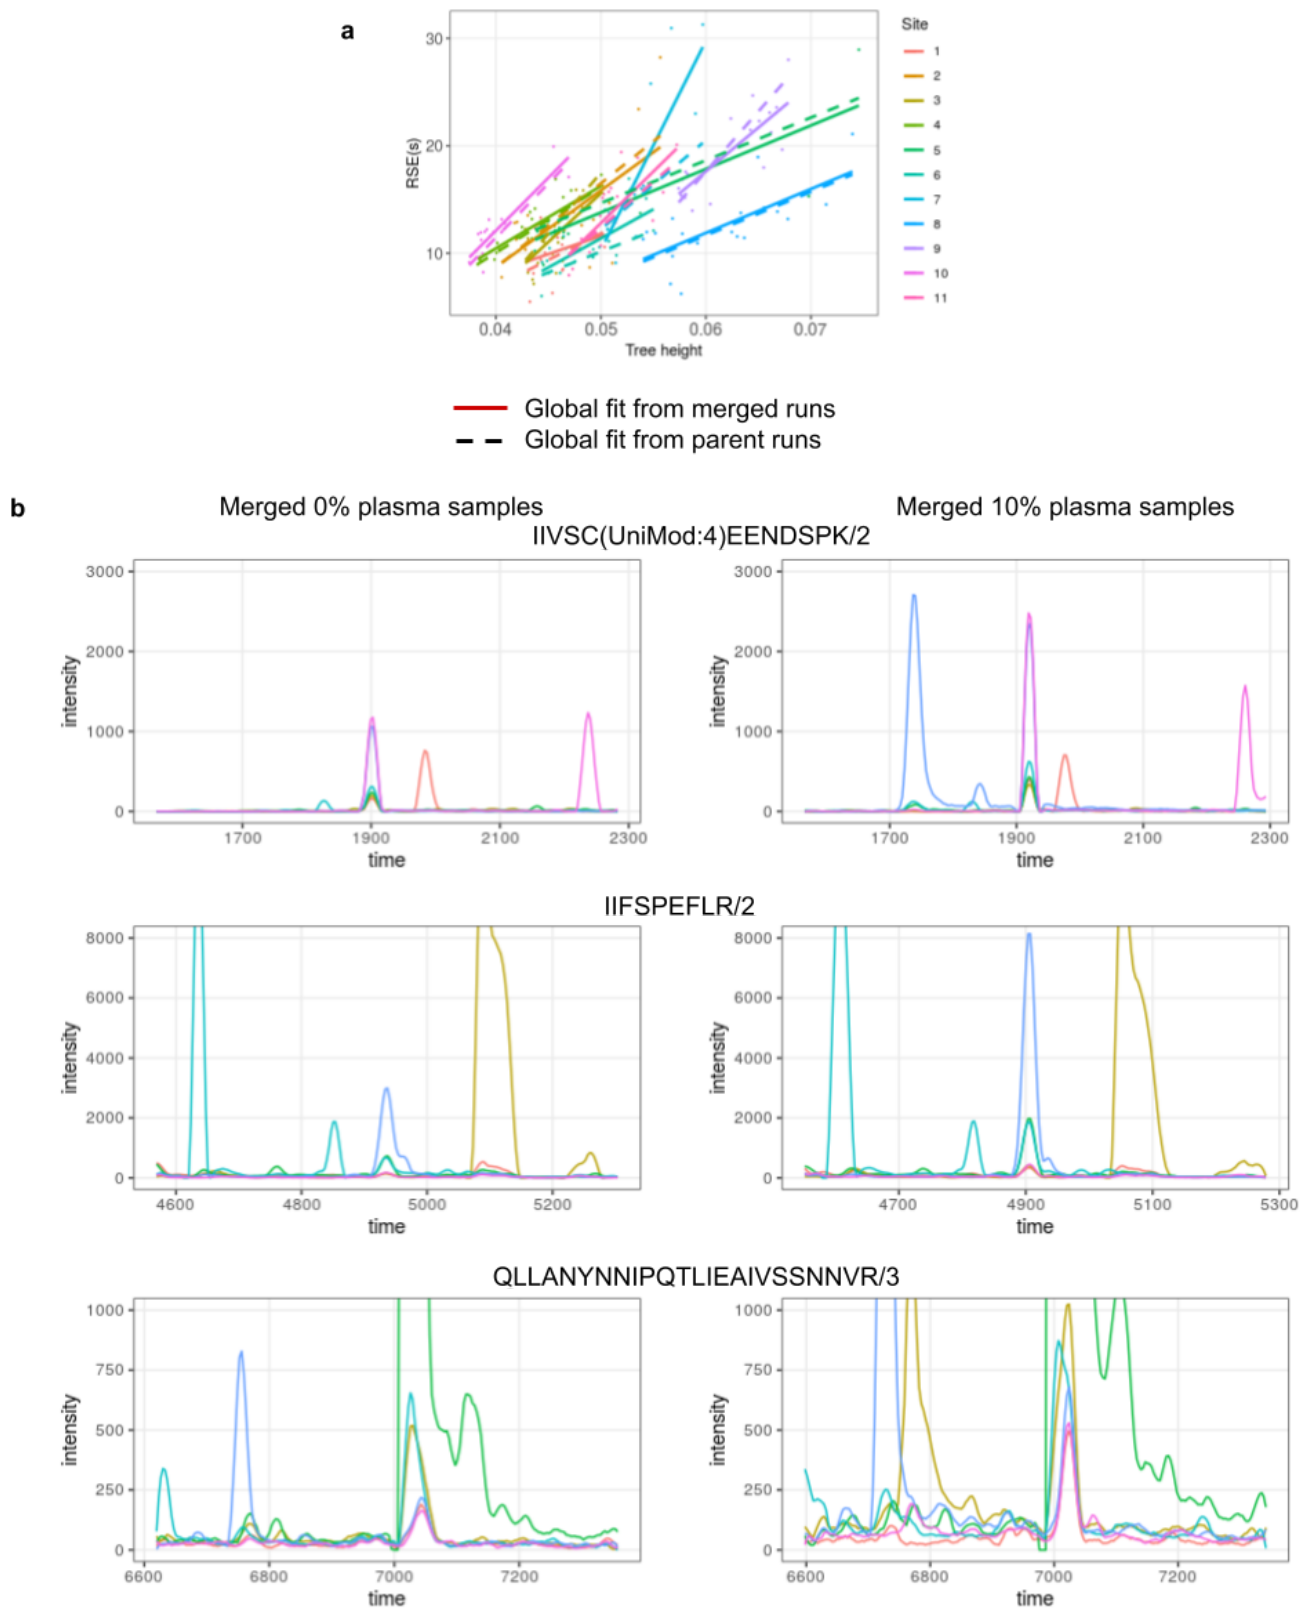 a
Site
30
20
10
RSE(s)
0.04 0.05 0.06 0.07
Tree height
1
2
3
4
5
6
7
8
9
10
11
Global fit from merged runs
Global fit from parent runs
b
Merged 0% plasma samples
Merged 10% plasma samples
IIVSC(UniMod:4)EENDSPK/2
3000
2000
1000
0
intensity
1700 1900 2100 2300
time
3000
2000
1000
0
intensity
1700 1900 2100 2300
time
IIFSPEFLR/2
8000
6000
4000
2000
0
intensity
4600 4800 5000 5200
time
8000
6000
4000
2000
0
intensity
4700 4900 5100 5300
time
QLLANYNNIPQTLIEAIVSSNNVR/3
1000
750
500
250
0
intensity
6600 6800 7000 7200
time
1000
750
500
250
0
intensity
6600 6800 7000 7200
time